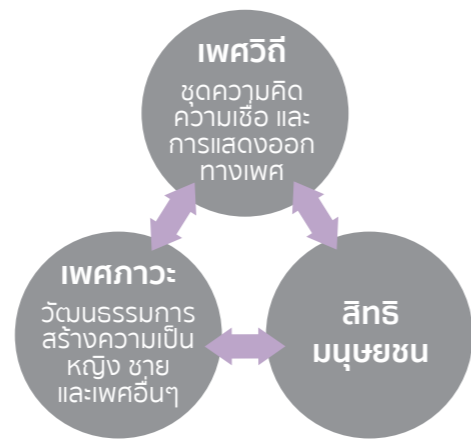 เพศวิถี
ชุดความคิด
ความเชื่อ และ
การแสดงออก
ทางเพศ
เพศภาวะ
วัฒนธรรมการ
สร้างความเป็น
หญิง ชาย
และเพศอื่นๆ
สิทธิ
มนุษยชน